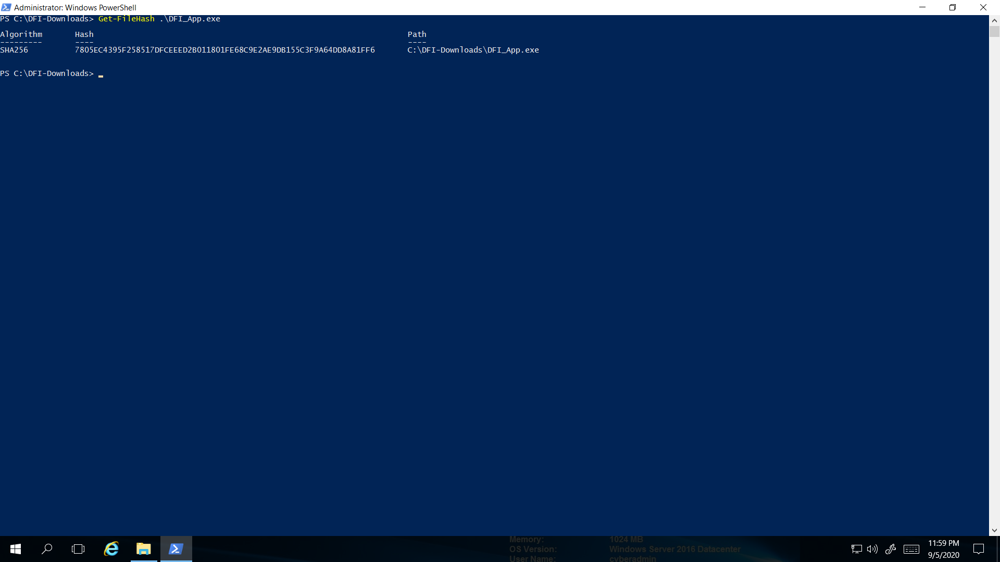 Administrator: Windows PowerShell
PS C:\DFI-Downloads> Get-FileHash .\DFI_App.exe
Algorithm Hash Path
--------- ---- ----
SHA256 7805EC4395F258517DFCEEED2B011801FE68C9E2AE9DB155C3F9A64DD8A81FF6 C:\DFI-Downloads\DFI_App.exe
PS C:\DFI-Downloads> _
Memory: 1024 MB
OS Version: Windows Server 2016 Datacenter
User Name: cyberadmin
11:59 PM
9/5/2020